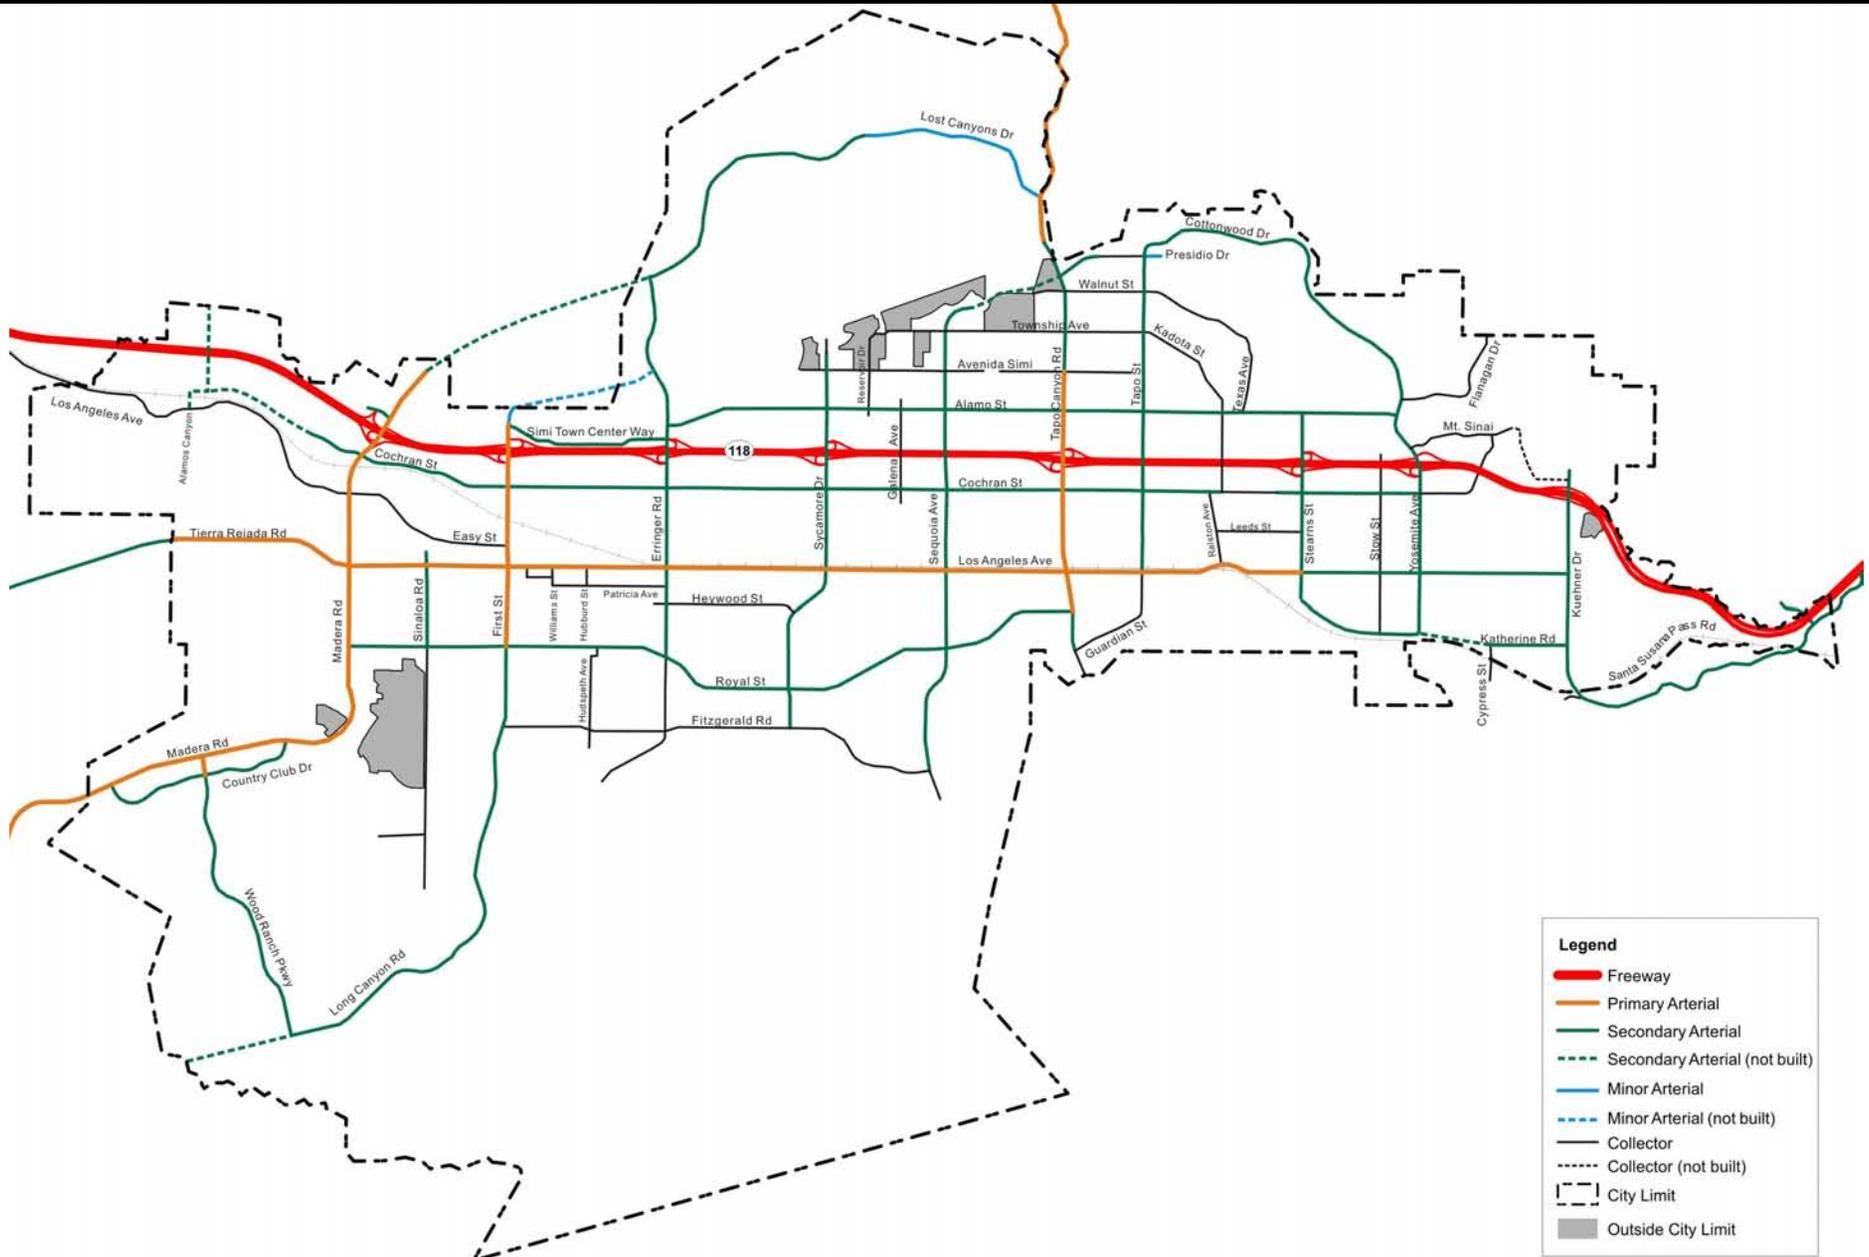 Lost Canyons Dr
Cottonwood Dr
Presidio Dr
Walnut St
Township Ave
Kadota St
Avenida Simi
Reservoir Dr
Tapo Canyon Rd
Tapo St
Texas Ave
Flanagan Dr
Los Angeles Ave
Alamos Canyon
Alamo St
Mt. Sinai
Simi Town Center Way
118
Cochran St
Galena Ave
Cochran St
Sycamore Dr
Sequoia Ave
Erringer Rd
Ralston Ave
Leeds St
Stearns St
Stow St
Yosemite Ave
Tierra Rejada Rd
Easy St
Los Angeles Ave
Kuehner Dr
Madera Rd
Sinaloa Rd
First St
Williams St
Hubburd St
Patricia Ave
Heywood St
Guardian St
Katherine Rd
Santa Susana Pass Rd
Cypress St
Hudspeth Ave
Royal St
Fitzgerald Rd
Madera Rd
Country Club Dr
Wood Ranch Pkwy
Long Canyon Rd
Legend
Freeway
Primary Arterial
Secondary Arterial
Secondary Arterial (not built)
Minor Arterial
Minor Arterial (not built)
Collector
Collector (not built)
City Limit
Outside City Limit